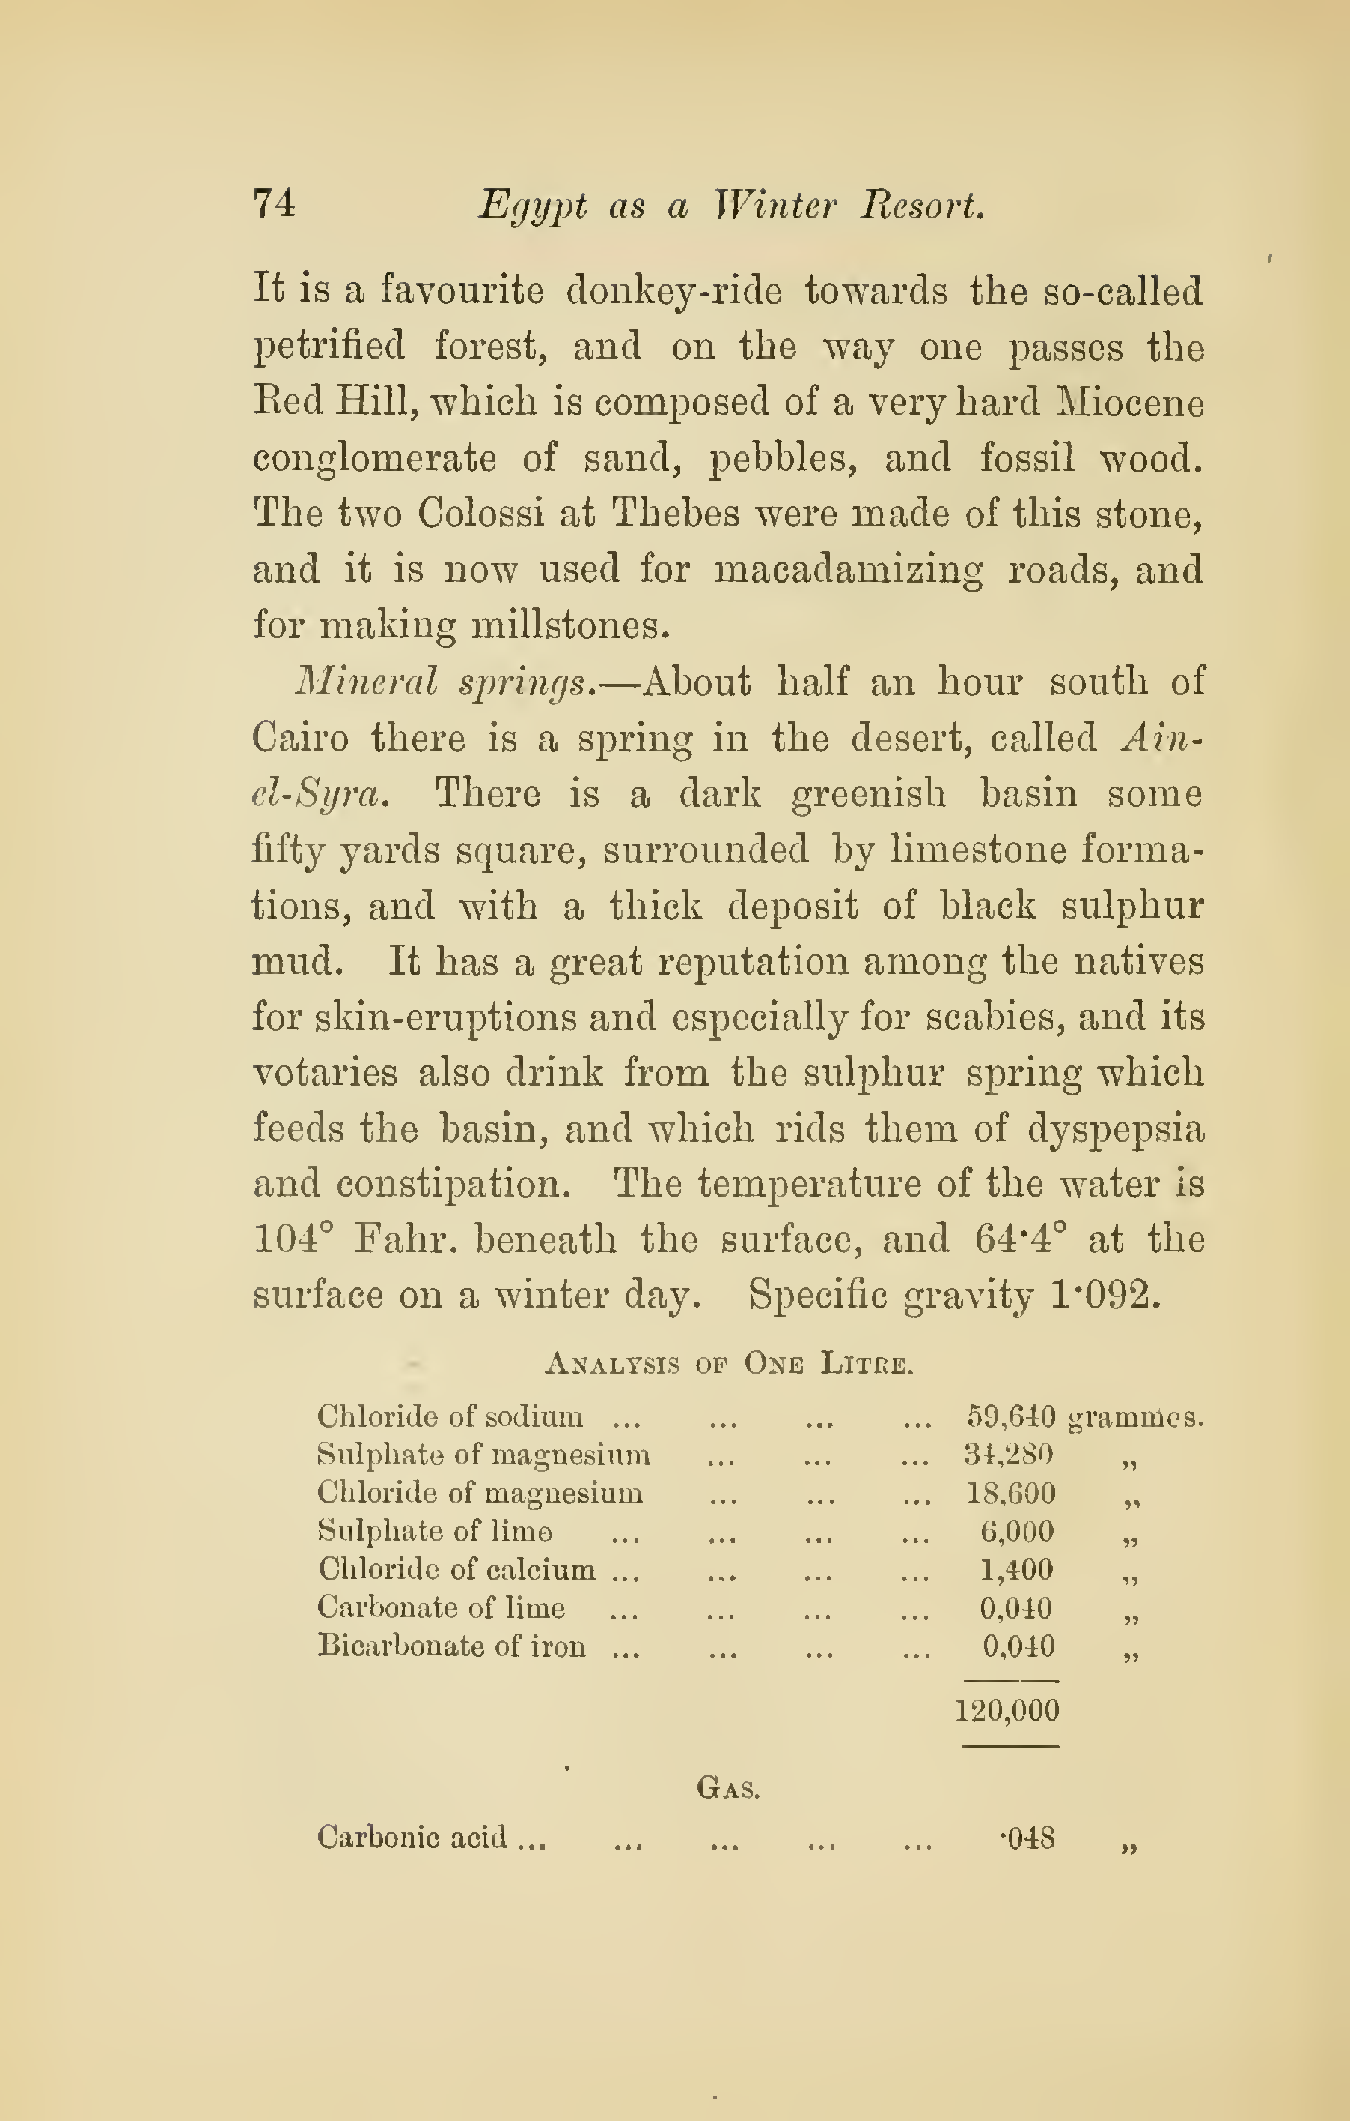 74 Egypt as a Winter Resort.
It is a favourite donkey-ride towards the so-called
petrified forest, and on the way one passes the
Red Hill, which is composed of a very hard Miocene
conglomerate of sand, pebbles, and fossil wood.
The two Colossi at Thebes were made of this stone,
and it is now used for macadamizing roads, and
for making millstones.
Mineral springs.—About half an hour south of
Cairo there is a spring in the desert, called Ain-
el-Syra. There is a dark greenish basin some
fifty yards square, surrounded by limestone forma-
tions, and with a thick deposit of black sulphur
mud. It has a great reputation among the natives
for skin-eruptions and especially for scabies, and its
votaries also drink from the sulphur spring which
feeds the basin, and which rids them of dyspepsia
and constipation. The temperature of the water is
104° Fahr. beneath the surface, and 64·4° at the
surface on a winter day. Specific gravity 1·092.
Analysis of One Litre.
Chloride of sodium ... ... ... ... 59,640 grammes.
Sulphate of magnesium ... ... ... 34,280 „
Chloride of magnesium ... ... ... 18,600 „
Sulphate of lime ... ... ... ... 6,000 „
Chloride of calcium ... ... ... ... 1,400 „
Carbonate of lime ... ... ... ... 0,040 „
Bicarbonate of iron ... ... ... ... 0,040 „
120,000
Gas.
Carbonic acid ... ... ... ... ... ·048 „